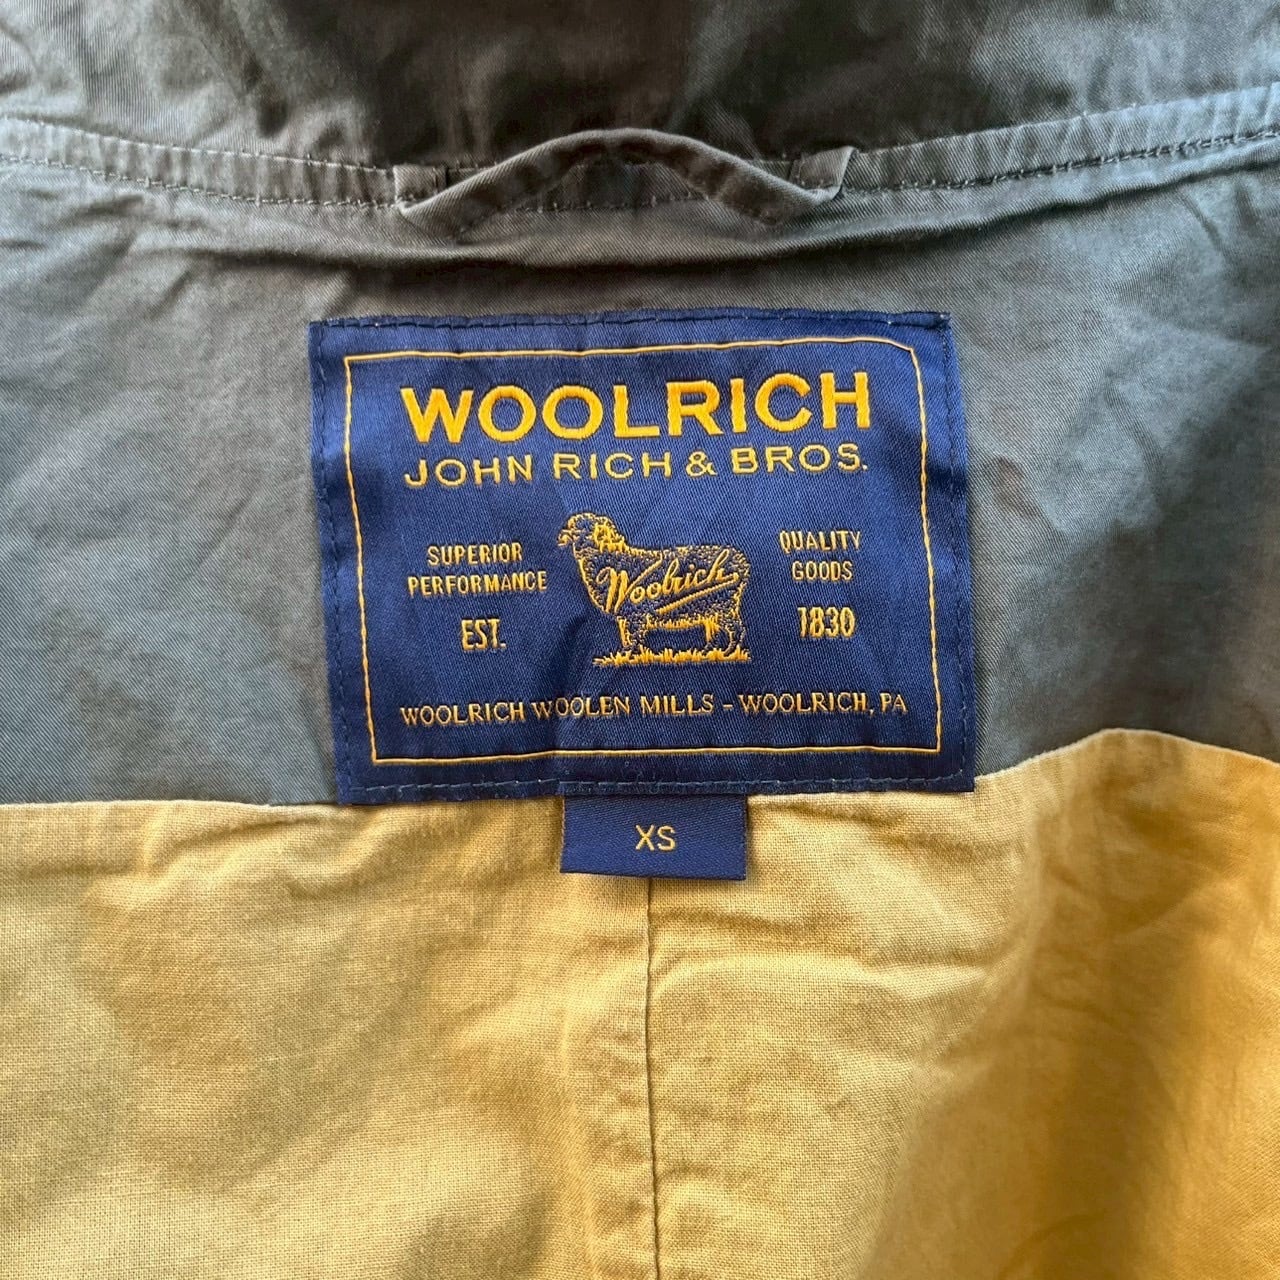 WOOLRICH
JOHN RICH & BROS.
SUPERIOR
PERFORMANCE
EST.
Woolrich
QUALITY
GOODS
1830
WOOLRICH WOOLEN MILLS - WOOLRICH, PA
XS